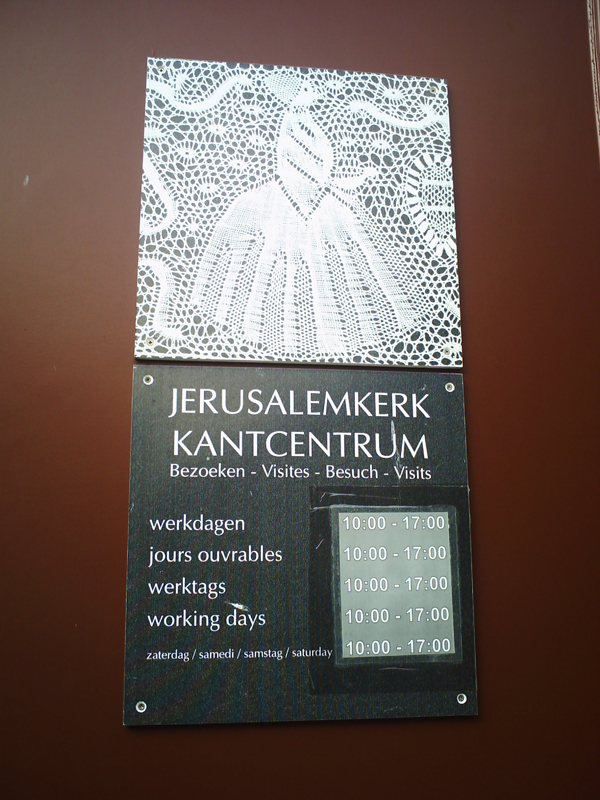 JERUSALEMKERK
KANTCENTRUM
Bezoeken - Visites - Besuch - Visits
werkdagen 10:00 - 17:00
jours ouvrables 10:00 - 17:00
werktags 10:00 - 17:00
working days 10:00 - 17:00
zaterdag / samedi / samstag / saturday 10:00 - 17:00